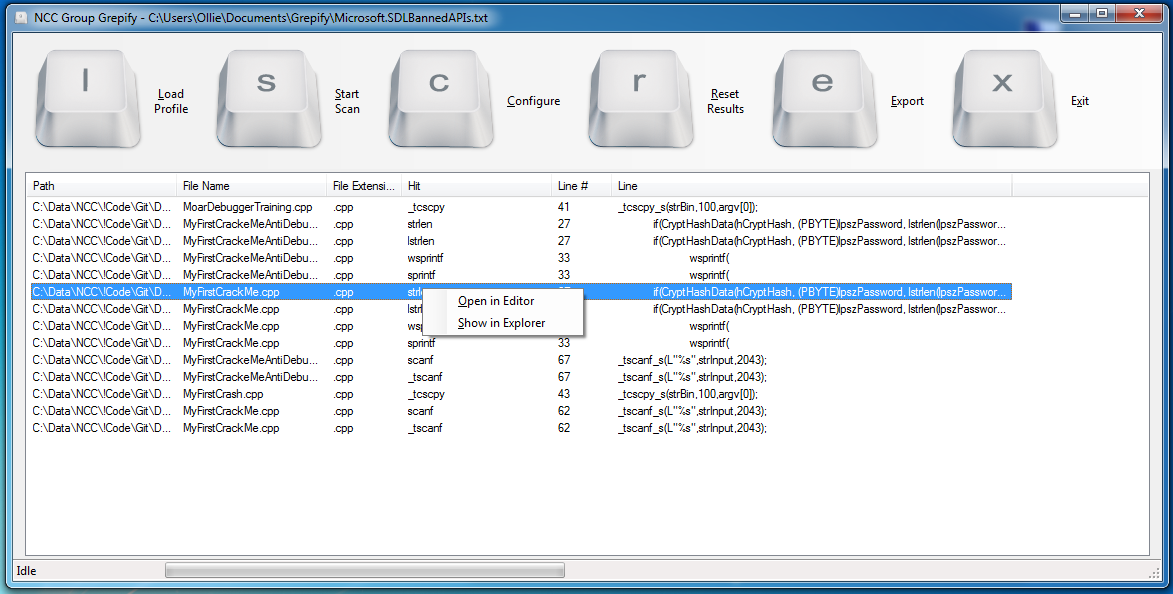 NCC Group Grepify - C:\Users\Ollie\Documents\Grepify\Microsoft.SDLBannedAPIs.txt
l Load Profile s Start Scan c Configure r Reset Results e Export x Exit
Path File Name File Extensi... Hit Line # Line
C:\Data\NCC\!Code\Git\D... MoarDebuggerTraining.cpp .cpp _tcscpy 41 _tcscpy_s(strBin,100,argv[0]);
C:\Data\NCC\!Code\Git\D... MyFirstCrackeMeAntiDebu... .cpp strlen 27 if(CryptHashData(hCryptHash, (PBYTE)lpszPassword, lstrlen(lpszPasswor...
C:\Data\NCC\!Code\Git\D... MyFirstCrackeMeAntiDebu... .cpp lstrlen 27 if(CryptHashData(hCryptHash, (PBYTE)lpszPassword, lstrlen(lpszPasswor...
C:\Data\NCC\!Code\Git\D... MyFirstCrackeMeAntiDebu... .cpp wsprintf 33 wsprintf(
C:\Data\NCC\!Code\Git\D... MyFirstCrackeMeAntiDebu... .cpp sprintf 33 wsprintf(
C:\Data\NCC\!Code\Git\D... MyFirstCrackMe.cpp .cpp if(CryptHashData(hCryptHash, (PBYTE)lpszPassword, lstrlen(lpszPasswor...
Open in Editor
C:\Data\NCC\!Code\Git\D... MyFirstCrackMe.cpp .cpp if(CryptHashData(hCryptHash, (PBYTE)lpszPassword, lstrlen(lpszPasswor...
Show in Explorer
C:\Data\NCC\!Code\Git\D... MyFirstCrackMe.cpp .cpp wsprintf(
C:\Data\NCC\!Code\Git\D... MyFirstCrackMe.cpp .cpp sprintf 33 wsprintf(
C:\Data\NCC\!Code\Git\D... MyFirstCrackeMeAntiDebu... .cpp scanf 67 _tscanf_s(L"%s",strInput,2043);
C:\Data\NCC\!Code\Git\D... MyFirstCrackeMeAntiDebu... .cpp _tscanf 67 _tscanf_s(L"%s",strInput,2043);
C:\Data\NCC\!Code\Git\D... MyFirstCrash.cpp .cpp _tcscpy 43 _tcscpy_s(strBin,100,argv[0]);
C:\Data\NCC\!Code\Git\D... MyFirstCrackMe.cpp .cpp scanf 62 _tscanf_s(L"%s",strInput,2043);
C:\Data\NCC\!Code\Git\D... MyFirstCrackMe.cpp .cpp _tscanf 62 _tscanf_s(L"%s",strInput,2043);
Idle